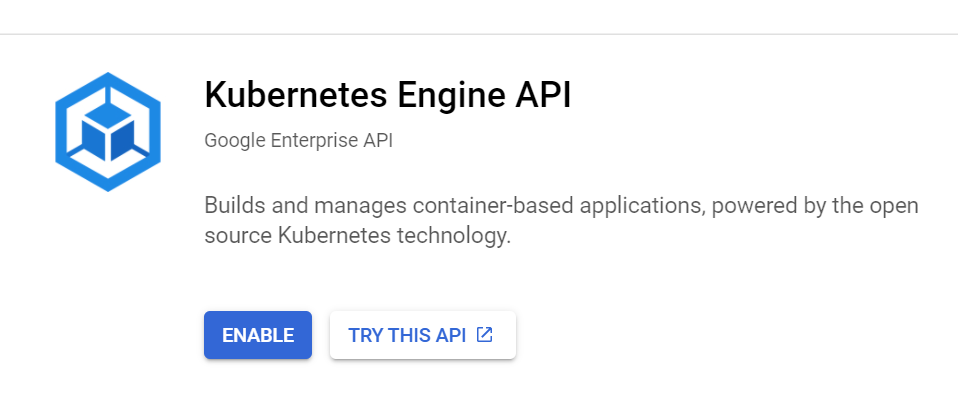 Kubernetes Engine API
Google Enterprise API
Builds and manages container-based applications, powered by the open
source Kubernetes technology.
ENABLE
TRY THIS API